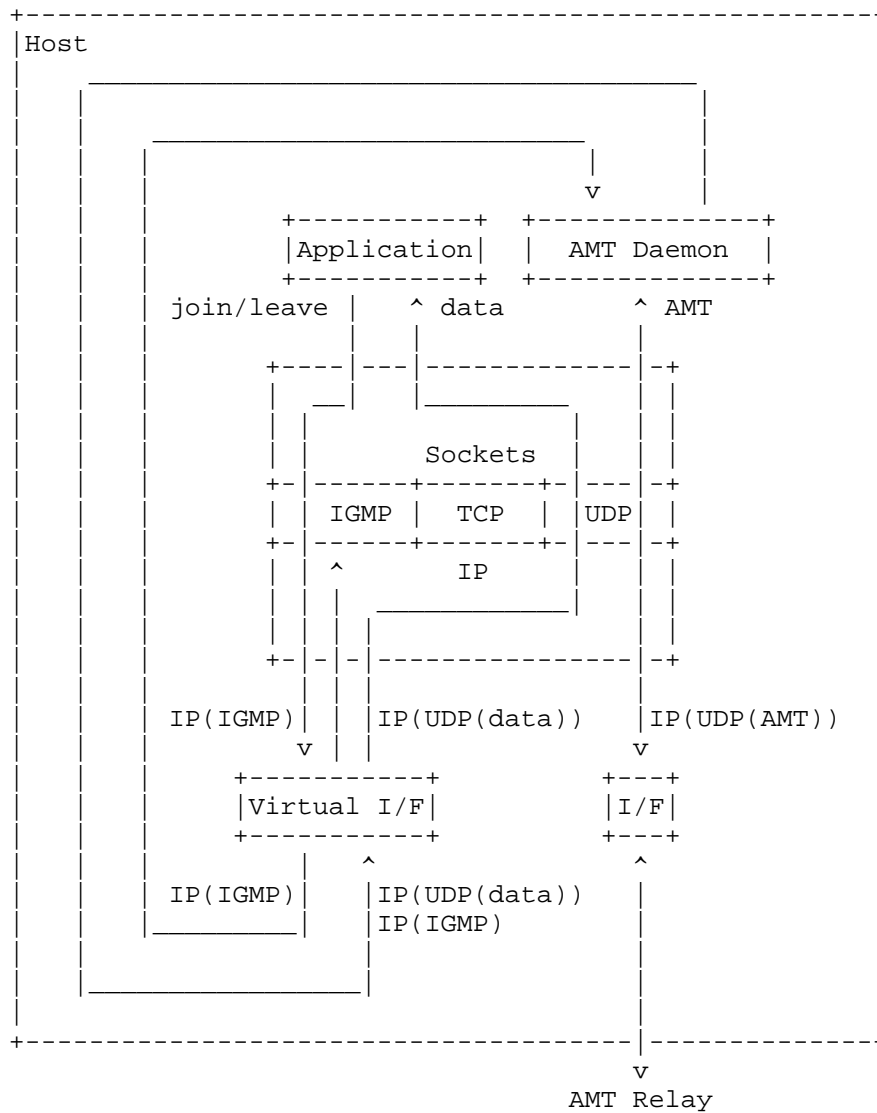 Host
Application AMT Daemon
join/leave data AMT
Sockets
IGMP TCP UDP
IP
IP(IGMP) IP(UDP(data)) IP(UDP(AMT))
Virtual I/F I/F
IP(IGMP) IP(UDP(data))
IP(IGMP)
AMT Relay